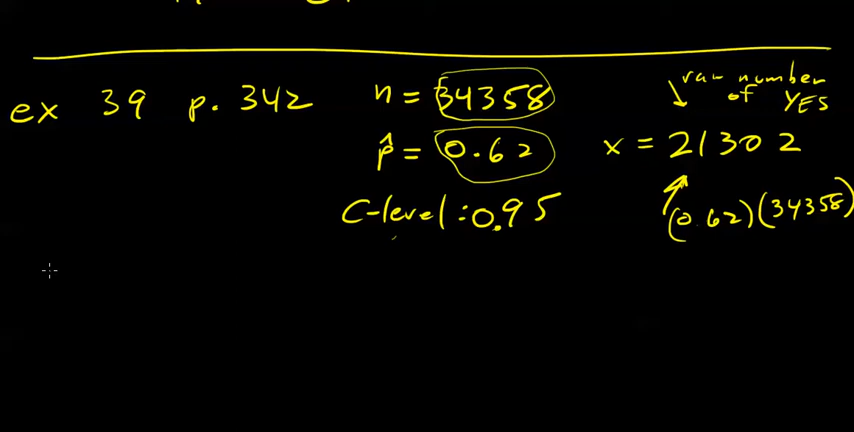 ex 39 p. 342 n = 34358
p̂ = 0.62
C-level : 0.95
raw number
of YES
x = 21302
(0.62)(34358)